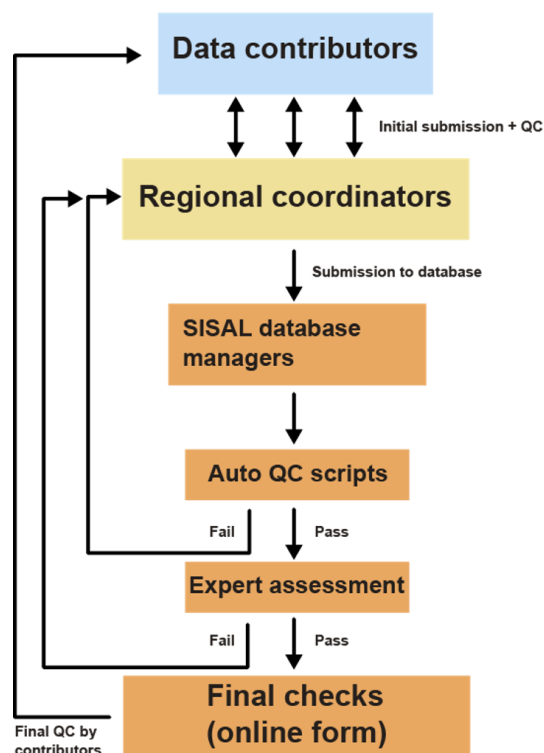 Data contributors
Initial submission + QC
Regional coordinators
Submission to database
SISAL database
managers
Auto QC scripts
Fail
Pass
Expert assessment
Fail
Pass
Final checks
(online form)
Final QC by
contributors